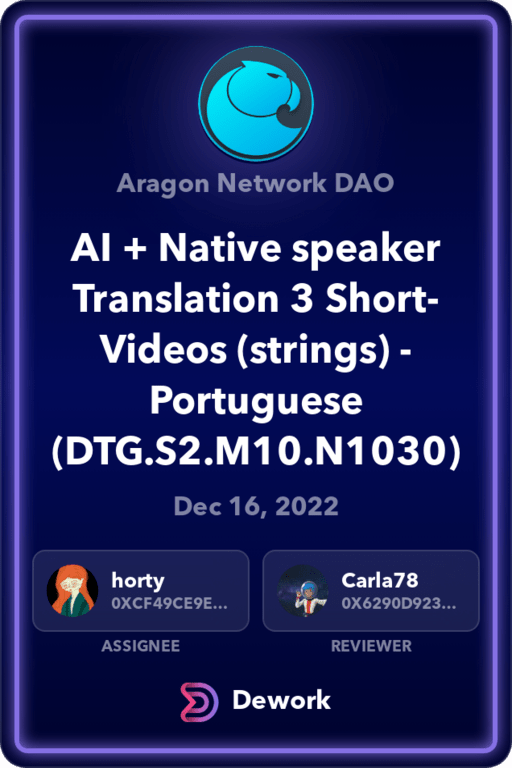 Aragon Network DAO
AI + Native speaker
Translation 3 Short-
Videos (strings) -
Portuguese
(DTG.S2.M10.N1030)
Dec 16, 2022
horty
0XCF49CE9E...
Carla78
0X6290D923...
ASSIGNEE
REVIEWER
Dework